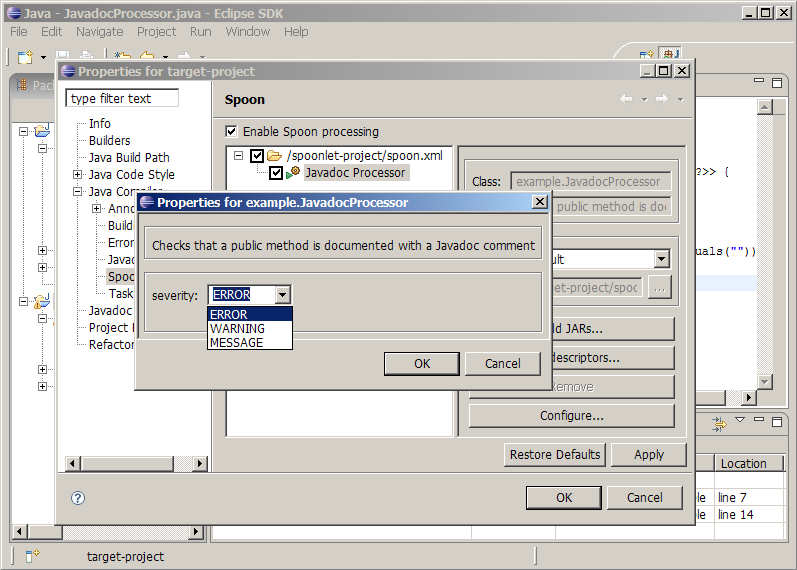 Java - JavadocProcessor.java - Eclipse SDK
File Edit Navigate Project Run Window Help
Properties for target-project
type filter text
Info
Builders
Java Build Path
Java Code Style
Java Compiler
Anno
Build
Error
Javac
Spoo
Task
Javadoc
Project
Refactor
Spoon
Enable Spoon processing
/spoonlet-project/spoon.xml
Javadoc Processor
Class: example.JavadocProcessor
public method is doc
?>> {
uals(""))
ult
et-project/spoo ...
d JARs...
descriptors...
Remove
Configure...
Properties for example.JavadocProcessor
Checks that a public method is documented with a Javadoc comment
severity: ERROR
ERROR
WARNING
MESSAGE
OK Cancel
Restore Defaults Apply
OK Cancel
Location
le line 7
le line 14
target-project